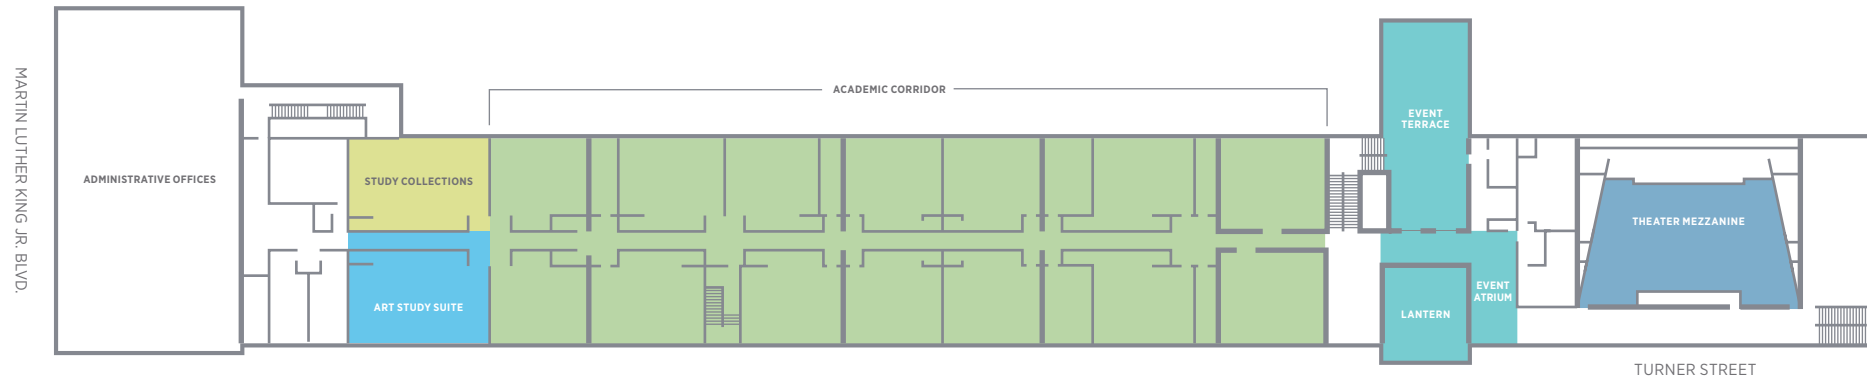 MARTIN LUTHER KING JR. BLVD.
ADMINISTRATIVE OFFICES
STUDY COLLECTIONS
ART STUDY SUITE
ACADEMIC CORRIDOR
EVENT
TERRACE
EVENT
ATRIUM
LANTERN
THEATER MEZZANINE
TURNER STREET